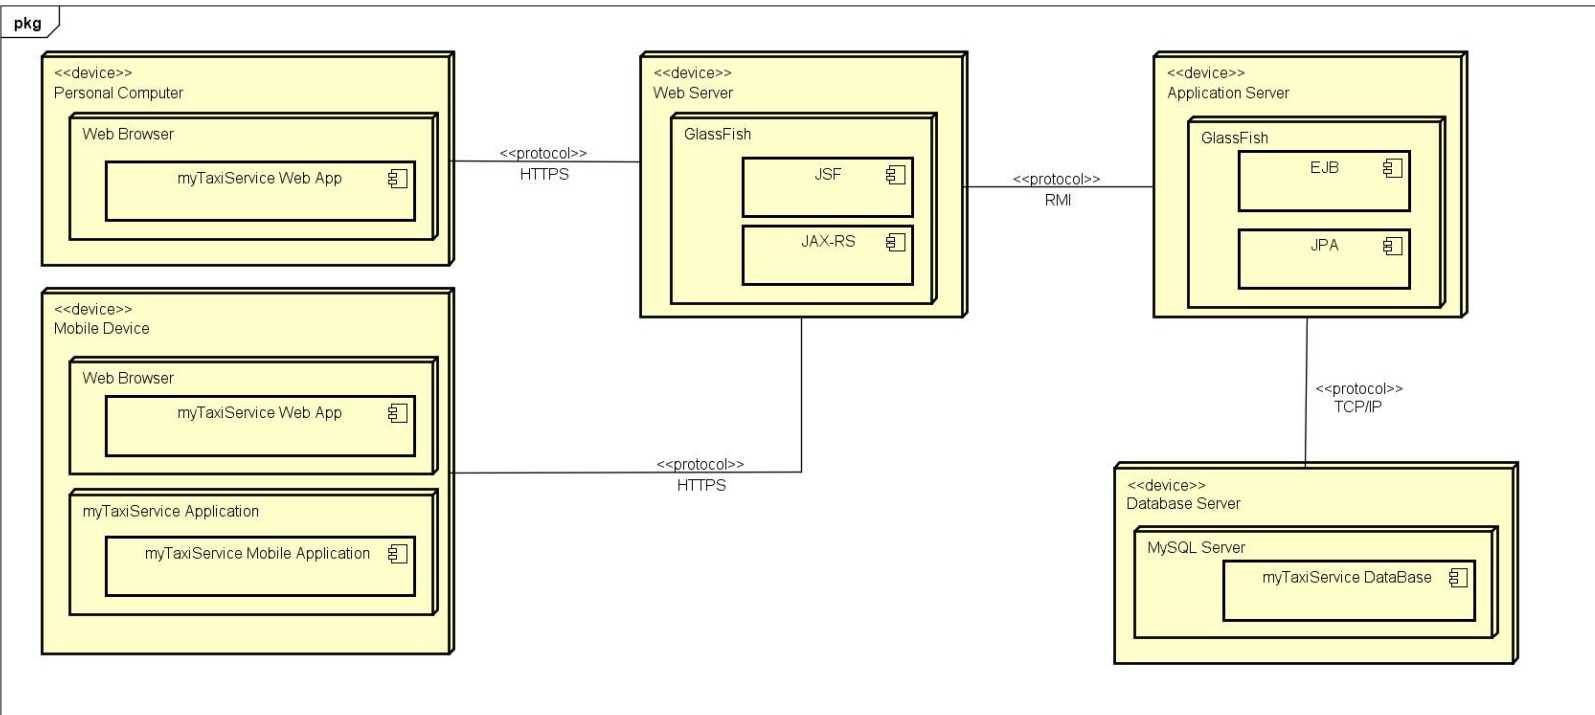 pkg
<<device>>
Personal Computer
Web Browser
myTaxiService Web App
<<protocol>>
HTTPS
<<device>>
Web Server
GlassFish
JSF
JAX-RS
<<protocol>>
RMI
<<device>>
Application Server
GlassFish
EJB
JPA
<<device>>
Mobile Device
Web Browser
myTaxiService Web App
myTaxiService Application
myTaxiService Mobile Application
<<protocol>>
HTTPS
<<protocol>>
TCP/IP
<<device>>
Database Server
MySQL Server
myTaxiService DataBase